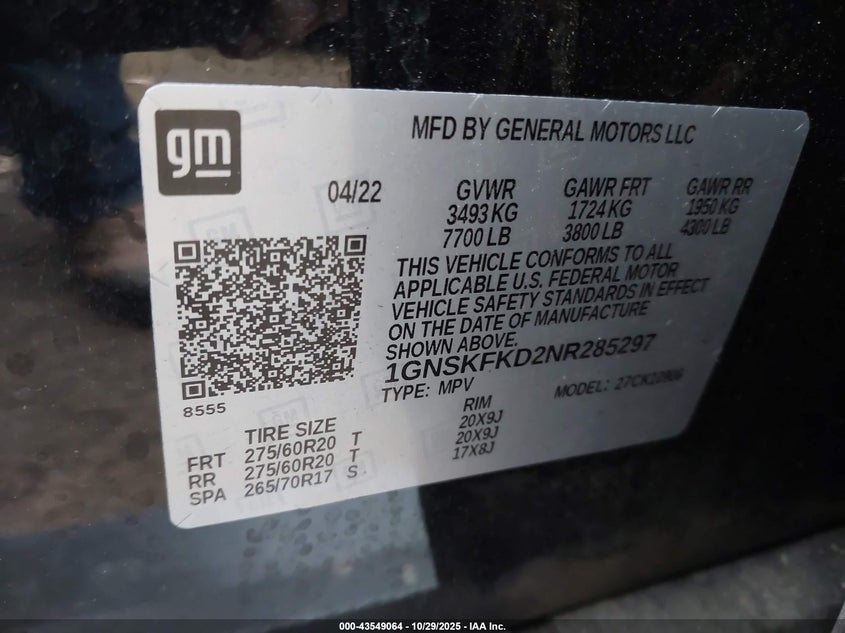 gm
MFD BY GENERAL MOTORS LLC
04/22 GVWR GAWR FRT GAWR RR
3493 KG 1724 KG 1950 KG
7700 LB 3800 LB 4300 LB
THIS VEHICLE CONFORMS TO ALL
APPLICABLE U.S. FEDERAL MOTOR
VEHICLE SAFETY STANDARDS IN EFFECT
ON THE DATE OF MANUFACTURE
SHOWN ABOVE.
1GNSKFKD2NR285297
TYPE: MPV MODEL:
8555
TIRE SIZE RIM
FRT 275/60R20 T 20X9J
RR 275/60R20 T 20X9J
SPA 265/70R17 S 17X8J
000-43549064 - 10/29/2025 - IAA Inc.